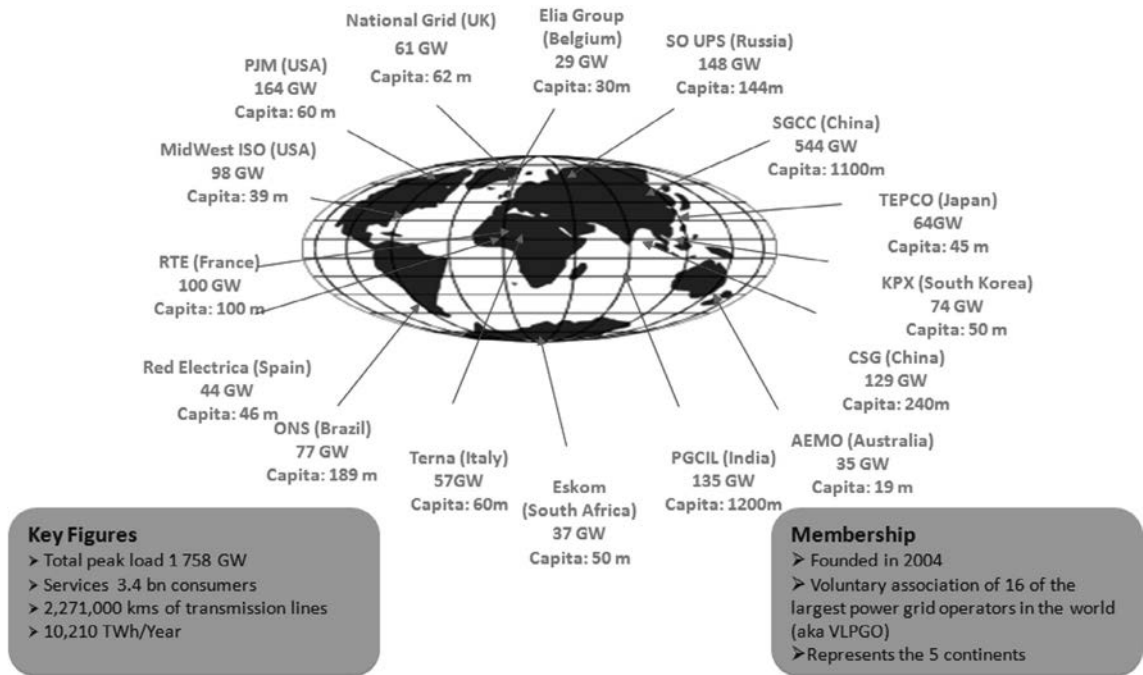 National Grid (UK)
61 GW
Capita: 62 m
Elia Group
(Belgium)
29 GW
Capita: 30m
SO UPS (Russia)
148 GW
Capita: 144m
PJM (USA)
164 GW
Capita: 60 m
SGCC (China)
544 GW
Capita: 1100m
MidWest ISO (USA)
98 GW
Capita: 39 m
TEPCO (Japan)
64GW
Capita: 45 m
RTE (France)
100 GW
Capita: 100 m
KPX (South Korea)
74 GW
Capita: 50 m
Red Electrica (Spain)
44 GW
Capita: 46 m
CSG (China)
129 GW
Capita: 240m
ONS (Brazil)
77 GW
Capita: 189 m
Terna (Italy)
57GW
Capita: 60m
Eskom
(South Africa)
37 GW
Capita: 50 m
PGCIL (India)
135 GW
Capita: 1200m
AEMO (Australia)
35 GW
Capita: 19 m
Key Figures
➢ Total peak load 1 758 GW
➢ Services 3.4 bn consumers
➢ 2,271,000 kms of transmission lines
➢ 10,210 TWh/Year
Membership
➢ Founded in 2004
➢ Voluntary association of 16 of the
largest power grid operators in the world
(aka VLPGO)
➢Represents the 5 continents